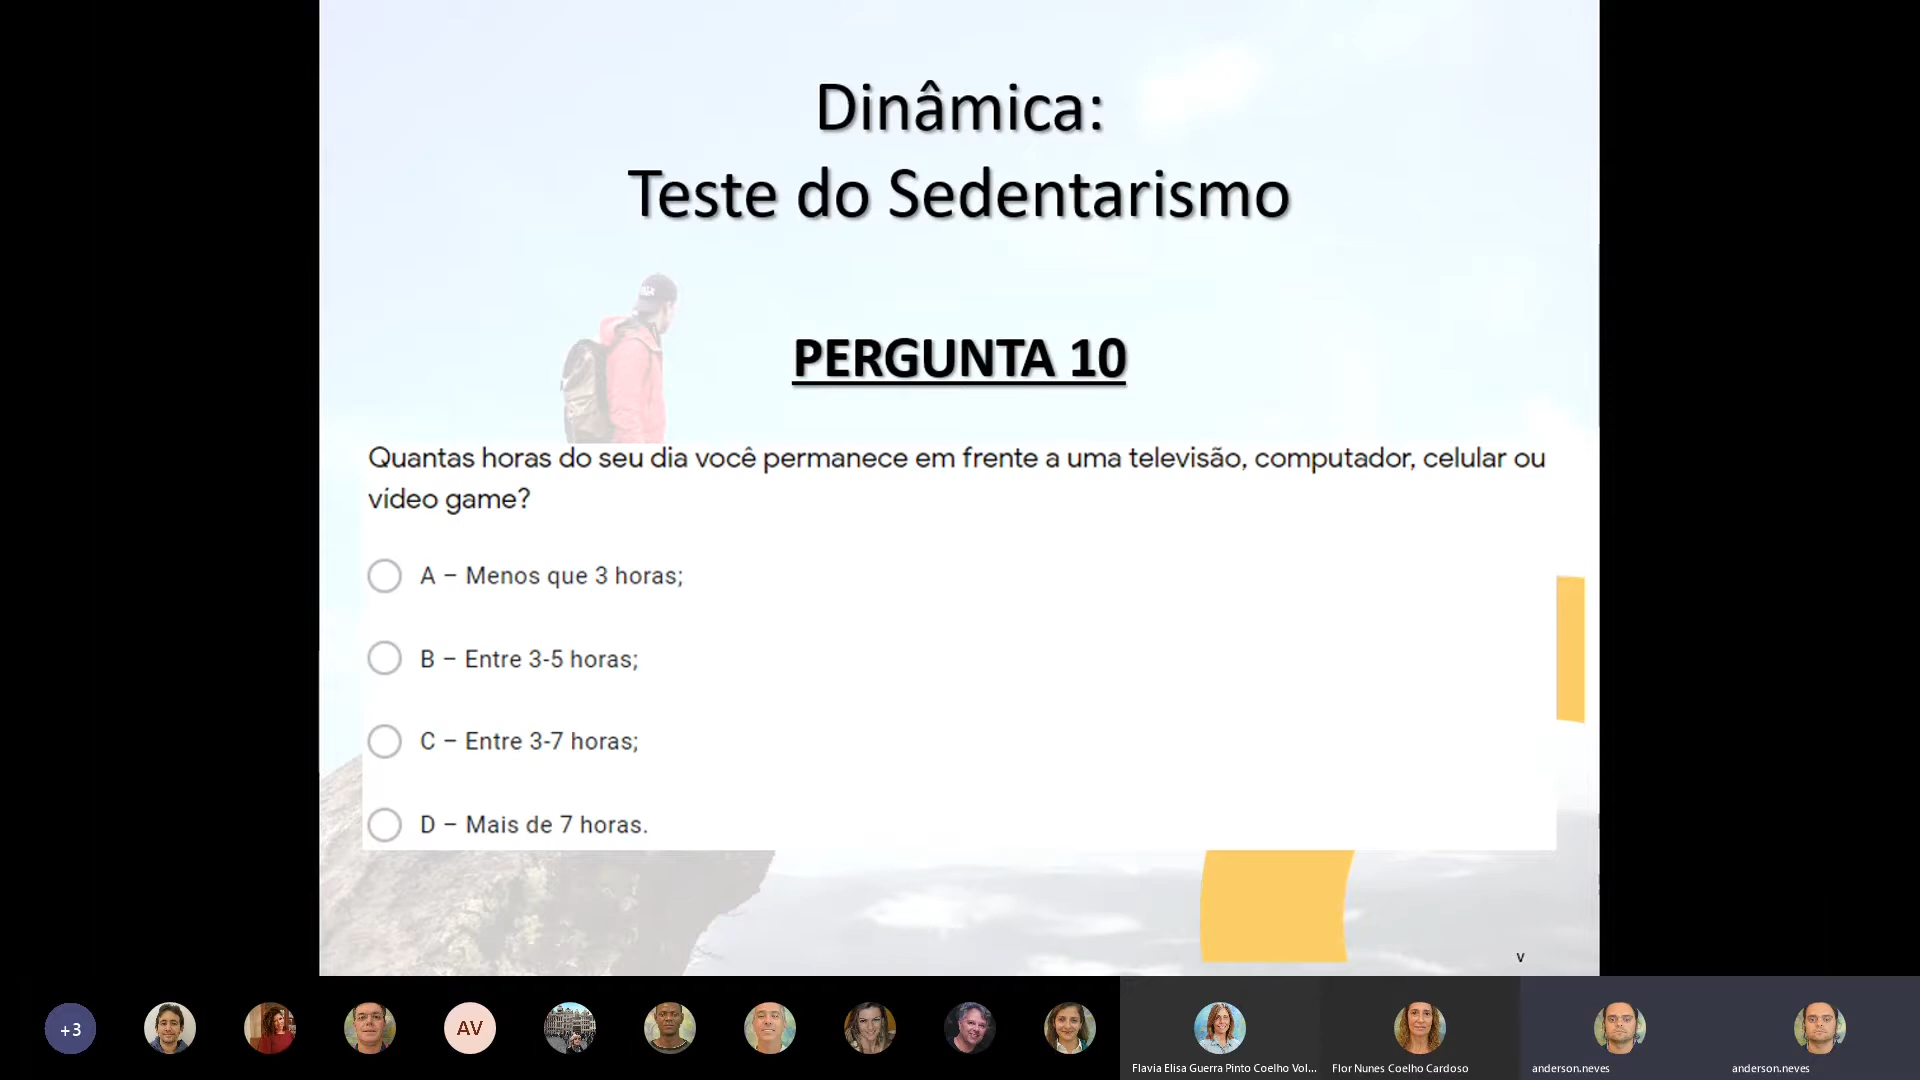 Dinâmica:
Teste do Sedentarismo
PERGUNTA 10
Quantas horas do seu dia você permanece em frente a uma televisão, computador, celular ou
vídeo game?
A – Menos que 3 horas;
B – Entre 3-5 horas;
C – Entre 3-7 horas;
D – Mais de 7 horas.
v
+3
AV
Flavia Elisa Guerra Pinto Coelho Vol...
Flor Nunes Coelho Cardoso
anderson.neves
anderson.neves